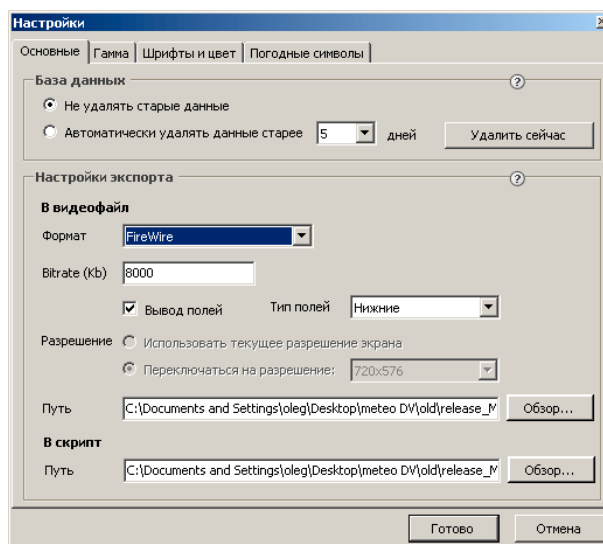 Настройки
Основные Гамма Шрифты и цвет Погодные символы
База данных ?
Не удалять старые данные
Автоматически удалять данные старее 5 дней Удалить сейчас
Настройки экспорта ?
В видеофайл
Формат FireWire
Bitrate (Kb) 8000
Вывод полей Тип полей Нижние
Разрешение Использовать текущее разрешение экрана
Переключаться на разрешение: 720x576
Путь C:\Documents and Settings\oleg\Desktop\meteo DV\old\release_M Обзор...
В скрипт
Путь C:\Documents and Settings\oleg\Desktop\meteo DV\old\release_M Обзор...
Готово Отмена